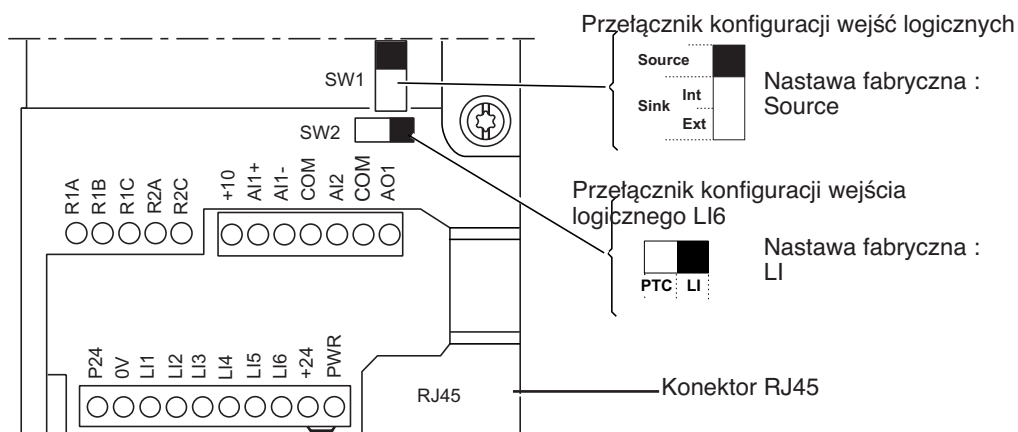 Przełącznik konfiguracji wejść logicznych
Source
Sink
Int
Ext
Nastawa fabryczna :
Source
SW1
SW2
R1A
R1B
R1C
R2A
R2C
+10
AI1+
AI1-
COM
AI2
COM
AO1
Przełącznik konfiguracji wejścia
logicznego LI6
PTC
LI
Nastawa fabryczna :
LI
P24
0V
LI1
LI2
LI3
LI4
LI5
LI6
+24
PWR
RJ45
Konektor RJ45